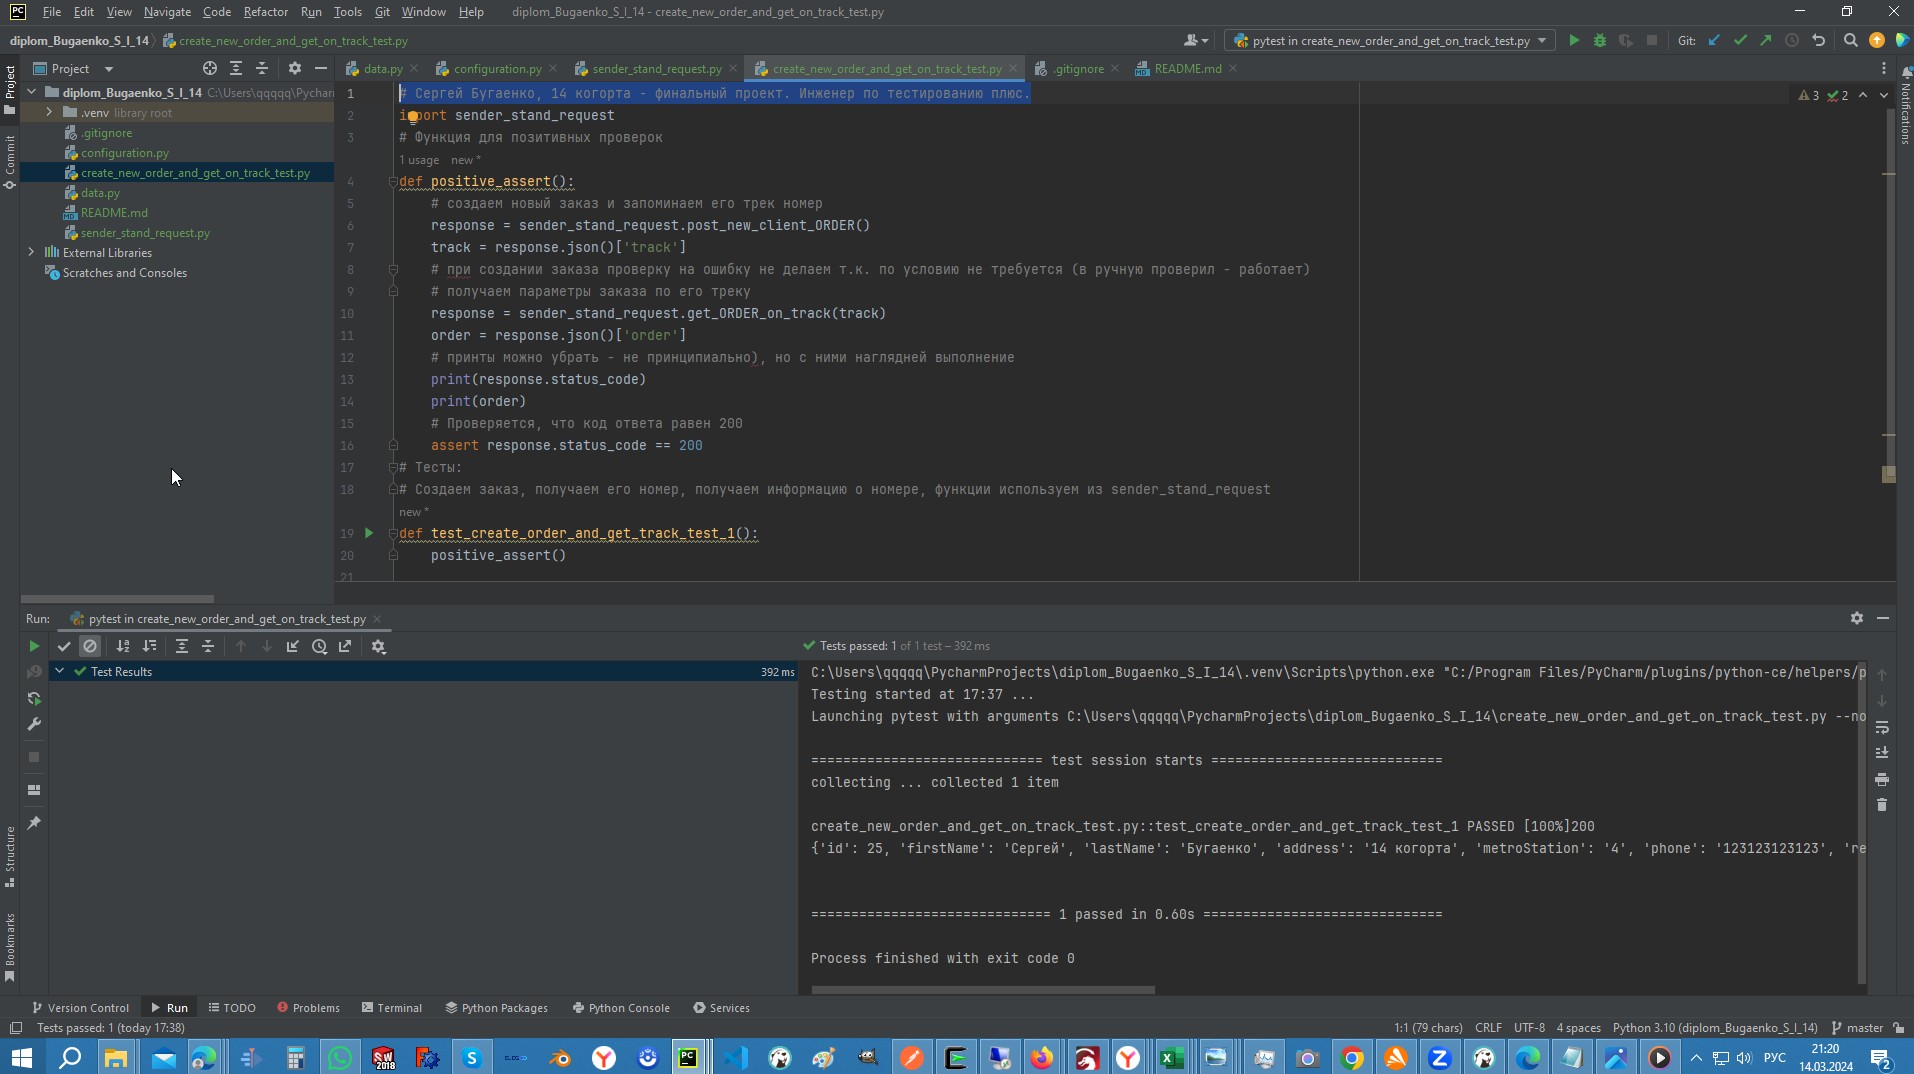 PC File Edit View Navigate Code Refactor Run Tools Git Window Help diplom_Bugaenko_S_I_14 - create_new_order_and_get_on_track_test.py
diplom_Bugaenko_S_I_14 create_new_order_and_get_on_track_test.py pytest in create_new_order_and_get_on_track_test.py Git:
Project data.py configuration.py sender_stand_request.py create_new_order_and_get_on_track_test.py .gitignore README.md
Project
Commit
Structure
Bookmarks
Notifications
diplom_Bugaenko_S_I_14 C:\Users\qqqqq\Pychar
.venv library root
.gitignore
configuration.py
create_new_order_and_get_on_track_test.py
data.py
README.md
sender_stand_request.py
External Libraries
Scratches and Consoles
3 2
1 # Сергей Бугаенко, 14 когорта - финальный проект. Инженер по тестированию плюс.
2 import sender_stand_request
3 # Функция для позитивных проверок
1 usage new *
4 def positive_assert():
5 # создаем новый заказ и запоминаем его трек номер
6 response = sender_stand_request.post_new_client_ORDER()
7 track = response.json()['track']
8 # при создании заказа проверку на ошибку не делаем т.к. по условию не требуется (в ручную проверил - работает)
9 # получаем параметры заказа по его треку
10 response = sender_stand_request.get_ORDER_on_track(track)
11 order = response.json()['order']
12 # принты можно убрать - не принципиально), но с ними наглядней выполнение
13 print(response.status_code)
14 print(order)
15 # Проверяется, что код ответа равен 200
16 assert response.status_code == 200
17 # Тесты:
18 # Создаем заказ, получаем его номер, получаем информацию о номере, функции используем из sender_stand_request
new *
19 def test_create_order_and_get_track_test_1():
20 positive_assert()
21
Run: pytest in create_new_order_and_get_on_track_test.py
Tests passed: 1 of 1 test – 392 ms
Test Results 392 ms
C:\Users\qqqqq\PycharmProjects\diplom_Bugaenko_S_I_14\.venv\Scripts\python.exe "C:/Program Files/PyCharm/plugins/python-ce/helpers/p
Testing started at 17:37 ...
Launching pytest with arguments C:\Users\qqqqq\PycharmProjects\diplom_Bugaenko_S_I_14\create_new_order_and_get_on_track_test.py --no
============================= test session starts =============================
collecting ... collected 1 item
create_new_order_and_get_on_track_test.py::test_create_order_and_get_track_test_1 PASSED [100%]200
{'id': 25, 'firstName': 'Сергей', 'lastName': 'Бугаенко', 'address': '14 когорта', 'metroStation': '4', 'phone': '123123123123', 're
============================== 1 passed in 0.60s ==============================
Process finished with exit code 0
Version Control Run TODO Problems Terminal Python Packages Python Console Services
Tests passed: 1 (today 17:38) 1:1 (79 chars) CRLF UTF-8 4 spaces Python 3.10 (diplom_Bugaenko_S_I_14) master
SW 2018 S PC Z РУС 21:20
14.03.2024 2